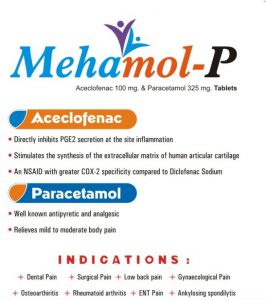 Mehamol-P
Aceclofenac 100 mg. & Paracetamol 325 mg. Tablets
Aceclofenac
• Directly inhibits PGE2 secretion at the site inflammation
• Stimulates the synthesis of the extracellular matrix of human articular cartilage
• An NSAID with greater COX-2 specificity compared to Diclofenac Sodium
Paracetamol
• Well known antipyretic and analgesic
• Relieves mild to moderate body pain
INDICATIONS:
+ Dental Pain + Surgical Pain + Low back pain + Gynaecological Pain
+ Osteoarthritis + Rheumatoid arthritis + ENT Pain + Ankylosing spondilytis